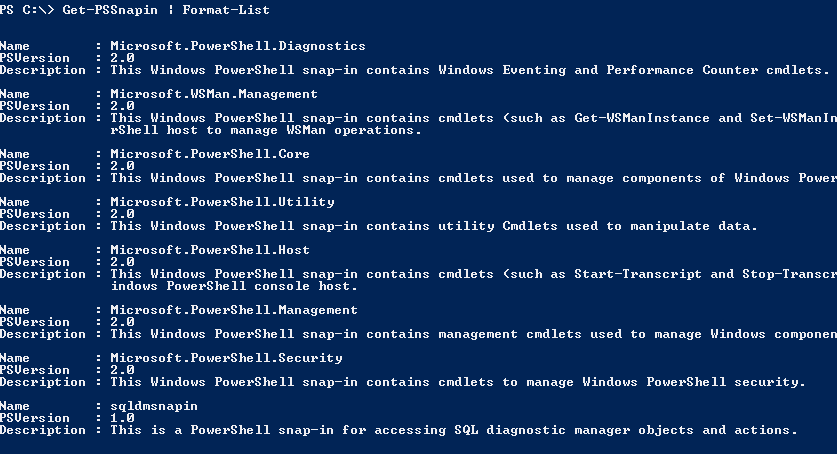 PS C:\> Get-PSSnapin | Format-List
Name        : Microsoft.PowerShell.Diagnostics
PSVersion   : 2.0
Description : This Windows PowerShell snap-in contains Windows Eventing and Performance Counter cmdlets.
Name        : Microsoft.WSMan.Management
PSVersion   : 2.0
Description : This Windows PowerShell snap-in contains cmdlets (such as Get-WSManInstance and Set-WSManIn
              rShell host to manage WSMan operations.
Name        : Microsoft.PowerShell.Core
PSVersion   : 2.0
Description : This Windows PowerShell snap-in contains cmdlets used to manage components of Windows Power
Name        : Microsoft.PowerShell.Utility
PSVersion   : 2.0
Description : This Windows PowerShell snap-in contains utility Cmdlets used to manipulate data.
Name        : Microsoft.PowerShell.Host
PSVersion   : 2.0
Description : This Windows PowerShell snap-in contains cmdlets (such as Start-Transcript and Stop-Transcr
              indows PowerShell console host.
Name        : Microsoft.PowerShell.Management
PSVersion   : 2.0
Description : This Windows PowerShell snap-in contains management cmdlets used to manage Windows componen
Name        : Microsoft.PowerShell.Security
PSVersion   : 2.0
Description : This Windows PowerShell snap-in contains cmdlets to manage Windows PowerShell security.
Name        : sqldmsnapin
PSVersion   : 1.0
Description : This is a PowerShell snap-in for accessing SQL diagnostic manager objects and actions.